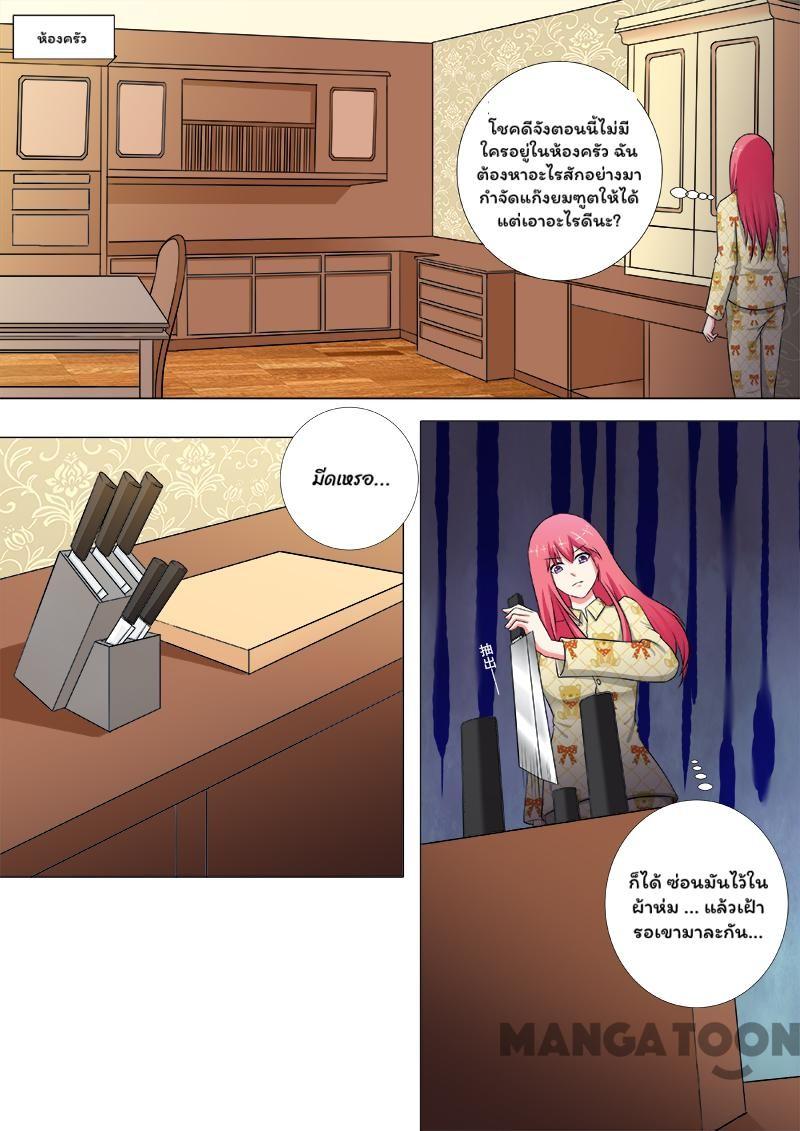 ห้องครัว
โชคดีจังตอนนี้ไม่มี
ใครอยู่ในห้องครัว ฉัน
ต้องหาอะไรสักอย่างมา
กำจัดแก๊งยมฑูตให้ได้
แต่เอาอะไรดีนะ?
มีดเหรอ...
抽出—
ก็ได้ ซ่อนมันไว้ใน
ผ้าห่ม ... แล้วเฝ้า
รอเขามาละกัน...
MANGATOON